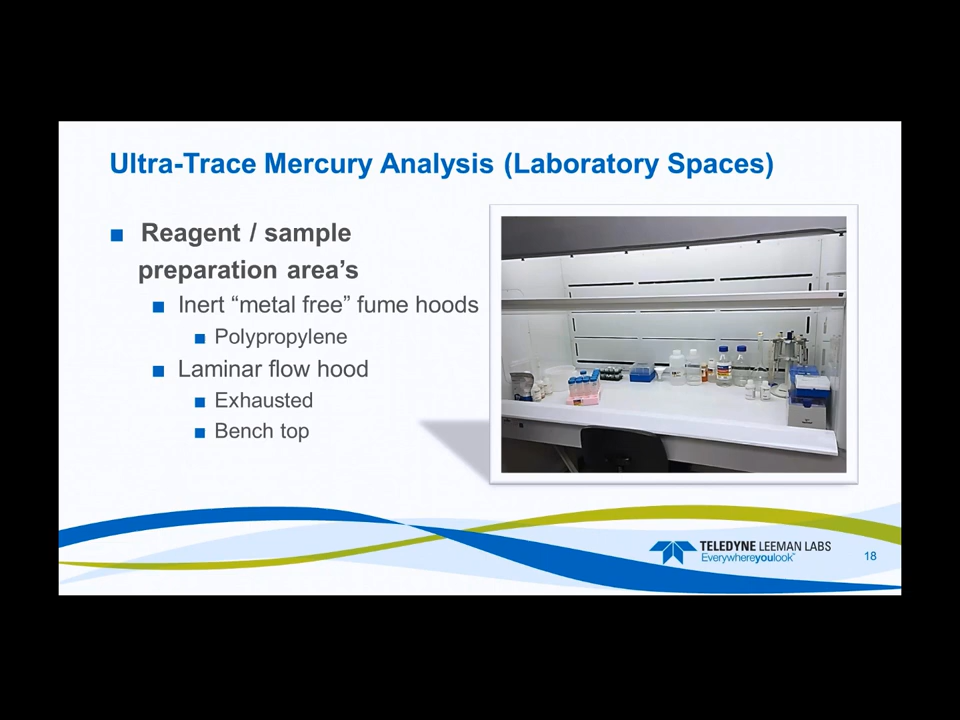 Ultra-Trace Mercury Analysis (Laboratory Spaces)
Reagent / sample
preparation area’s
Inert “metal free” fume hoods
Polypropylene
Laminar flow hood
Exhausted
Bench top
TELEDYNE LEEMAN LABS
Everywhereyoulook™
18